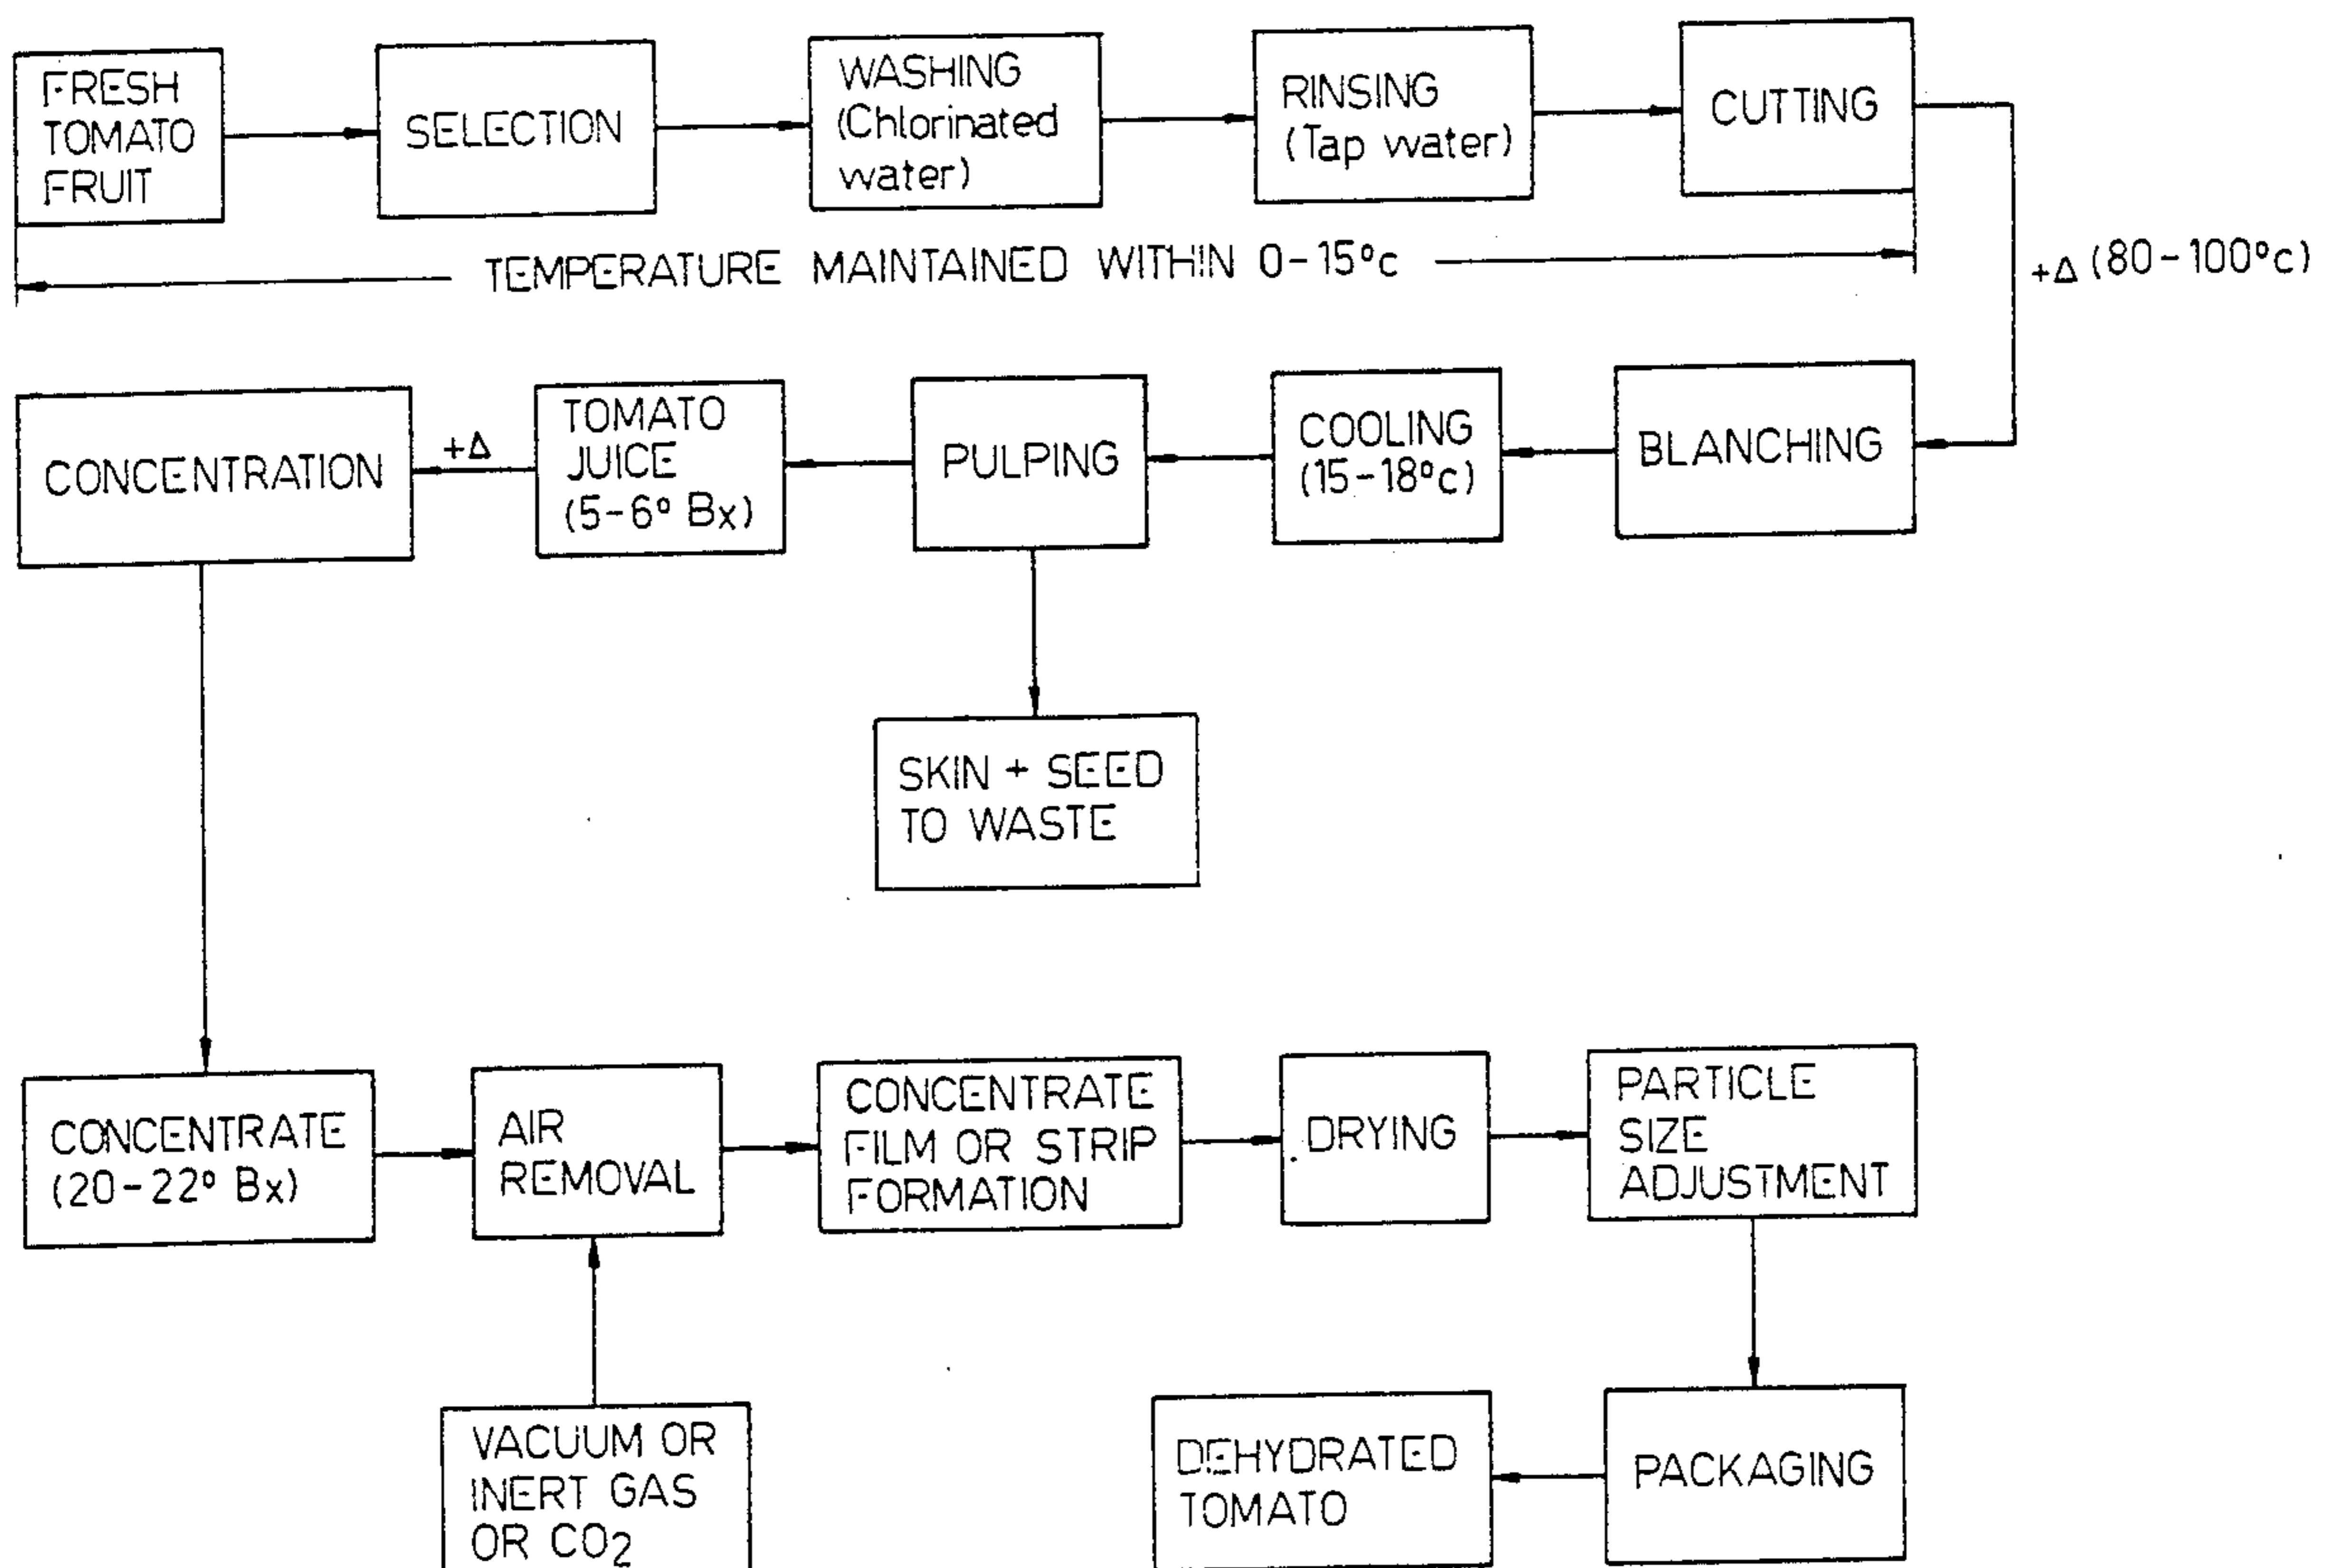 FRESH
TOMATO
FRUIT
SELECTION
WASHING
(Chlorinated
water)
RINSING
(Tap water)
CUTTING
TEMPERATURE MAINTAINED WITHIN 0-15°c
+Δ (80-100°c)
CONCENTRATION
+Δ
TOMATO
JUICE
(5-6° Bx)
PULPING
COOLING
(15-18°c)
BLANCHING
SKIN + SEED
TO WASTE
CONCENTRATE
(20-22° Bx)
AIR
REMOVAL
CONCENTRATE
FILM OR STRIP
FORMATION
DRYING
PARTICLE
SIZE
ADJUSTMENT
VACUUM OR
INERT GAS
OR CO2
DEHYDRATED
TOMATO
PACKAGING